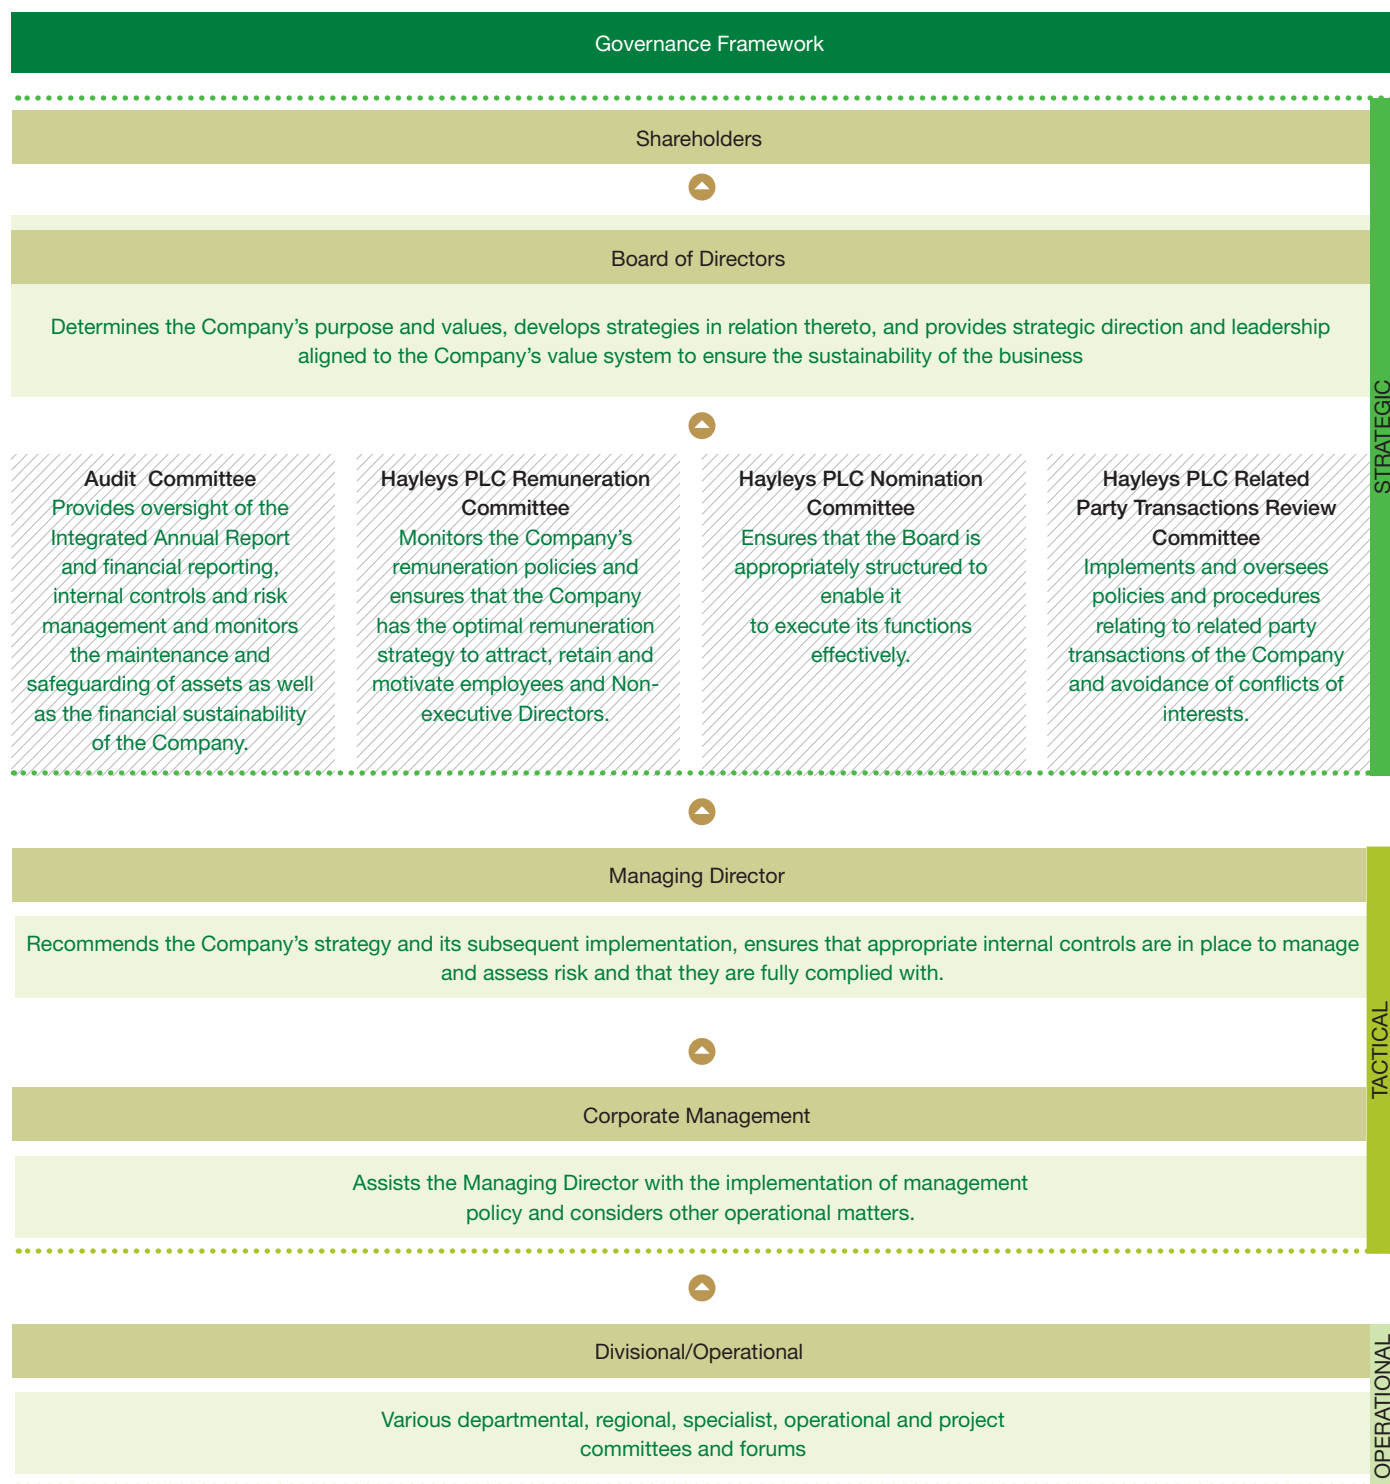 Governance Framework
Shareholders
Board of Directors
Determines the Company’s purpose and values, develops strategies in relation thereto, and provides strategic direction and leadership
aligned to the Company’s value system to ensure the sustainability of the business
STRATEGIC
Audit Committee
Provides oversight of the
Integrated Annual Report
and financial reporting,
internal controls and risk
management and monitors
the maintenance and
safeguarding of assets as well
as the financial sustainability
of the Company.
Hayleys PLC Remuneration
Committee
Monitors the Company’s
remuneration policies and
ensures that the Company
has the optimal remuneration
strategy to attract, retain and
motivate employees and Non-
executive Directors.
Hayleys PLC Nomination
Committee
Ensures that the Board is
appropriately structured to
enable it
to execute its functions
effectively.
Hayleys PLC Related
Party Transactions Review
Committee
Implements and oversees
policies and procedures
relating to related party
transactions of the Company
and avoidance of conflicts of
interests.
Managing Director
Recommends the Company’s strategy and its subsequent implementation, ensures that appropriate internal controls are in place to manage
and assess risk and that they are fully complied with.
TACTICAL
Corporate Management
Assists the Managing Director with the implementation of management
policy and considers other operational matters.
Divisional/Operational
Various departmental, regional, specialist, operational and project
committees and forums
OPERATIONAL